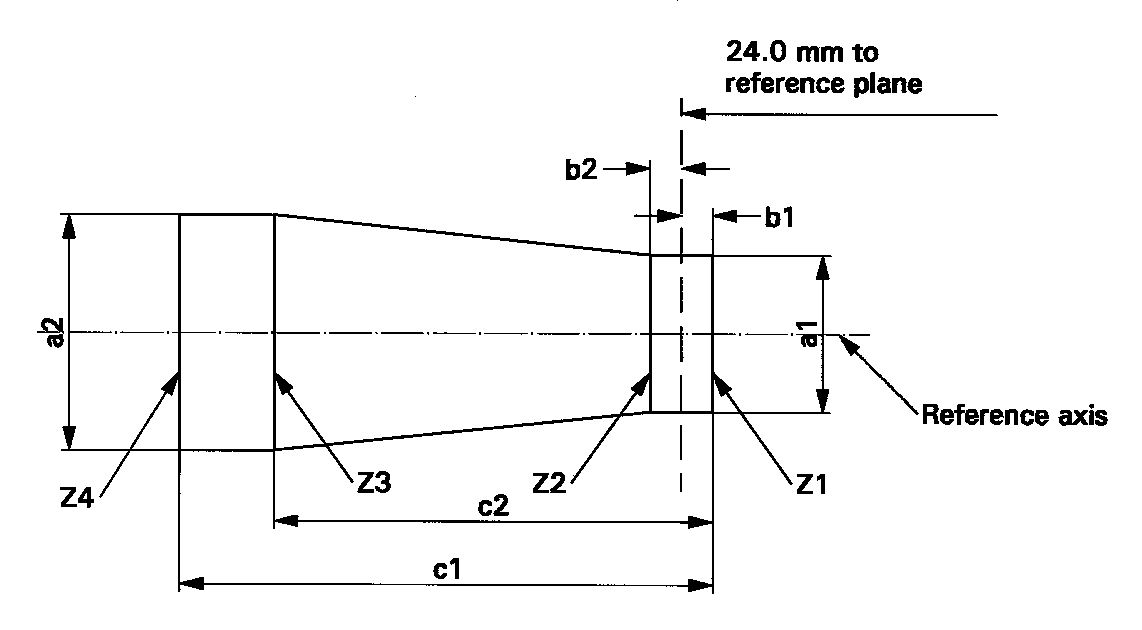 24.0 mm to
reference plane
b2
b1
a2
a1
Reference axis
Z4
Z3
Z2
Z1
c2
c1